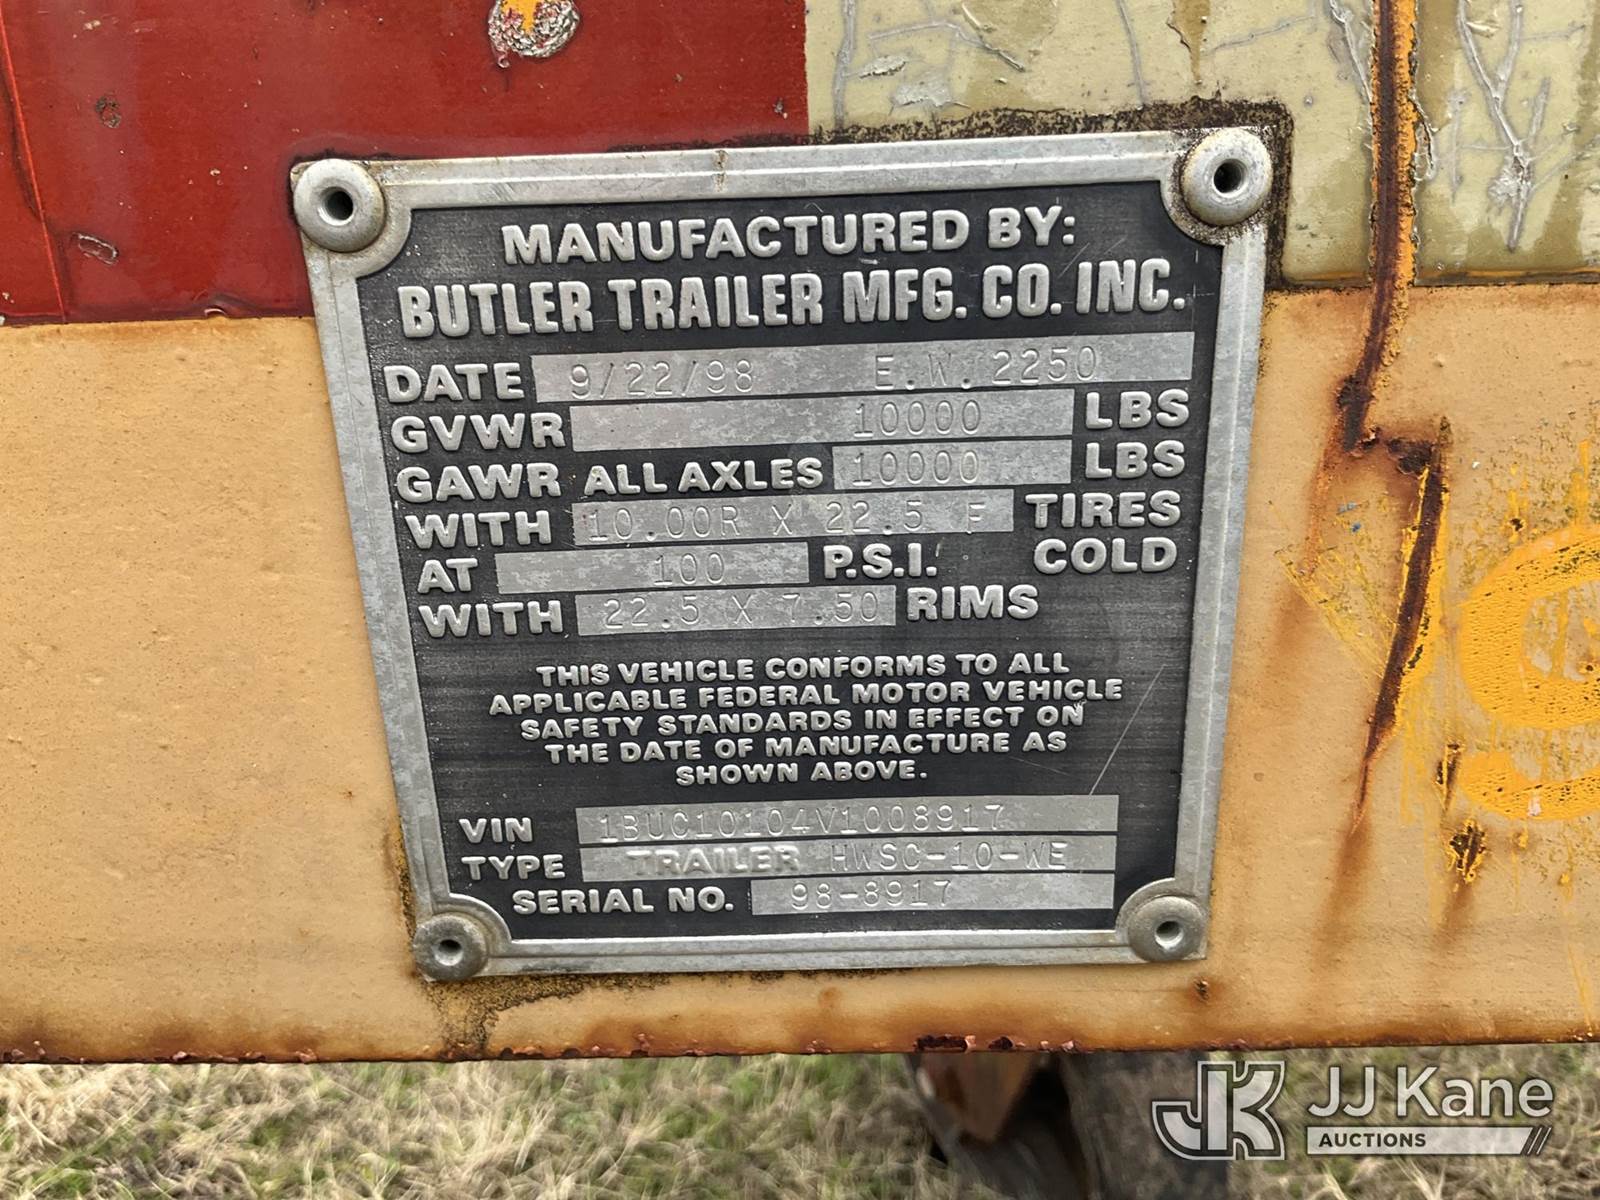 MANUFACTURED BY:
BUTLER TRAILER MFG. CO. INC.
DATE 9/22/98 E.W. 2250
GVWR 10000 LBS
GAWR ALL AXLES 10000 LBS
WITH 10.00R X 22.5 F TIRES
AT 100 P.S.I. COLD
WITH 22.5 X 7.50 RIMS
THIS VEHICLE CONFORMS TO ALL
APPLICABLE FEDERAL MOTOR VEHICLE
SAFETY STANDARDS IN EFFECT ON
THE DATE OF MANUFACTURE AS
SHOWN ABOVE.
VIN 1BUC10104V1008917
TYPE TRAILER HWSC-10-WE
SERIAL NO. 98-8917
JK JJ Kane
AUCTIONS